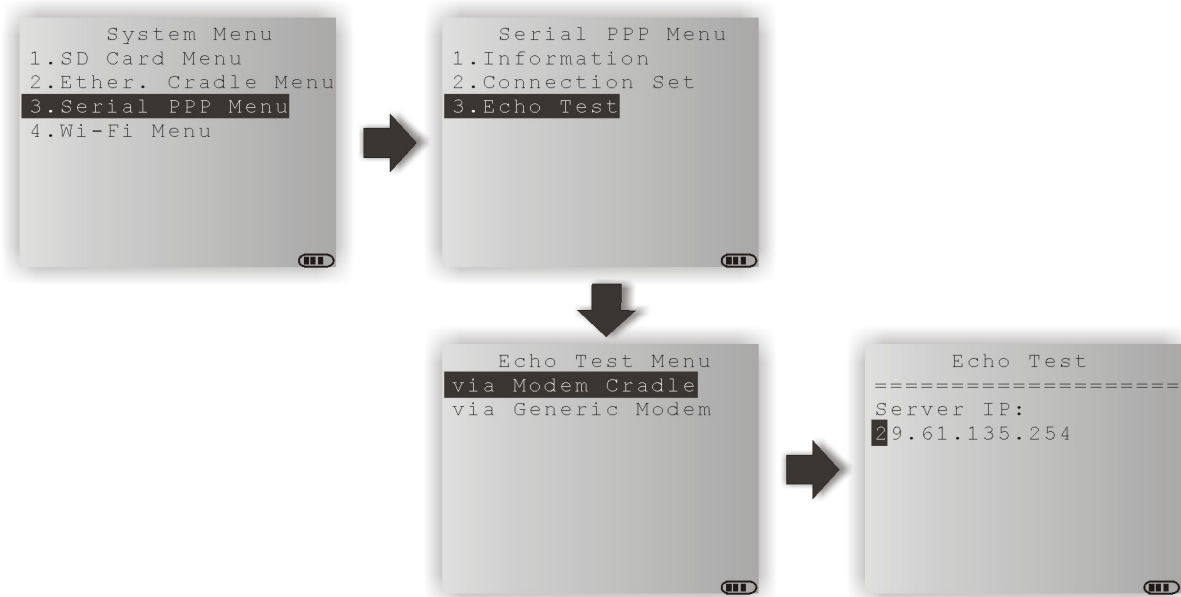 System Menu
1.SD Card Menu
2.Ether. Cradle Menu
3.Serial PPP Menu
4.Wi-Fi Menu
Serial PPP Menu
1.Information
2.Connection Set
3.Echo Test
Echo Test Menu
via Modem Cradle
via Generic Modem
Echo Test
====================
Server IP:
29.61.135.254